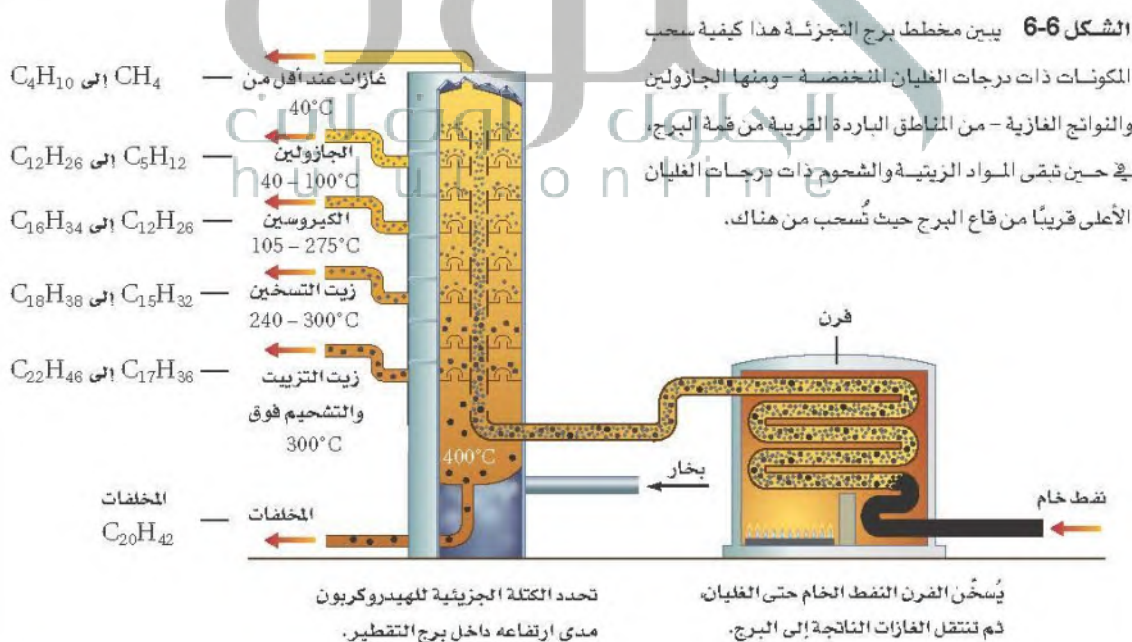 الشكل 6-6 يبين مخطط برج التجزئة هذا كيفية سحب
المكونات ذات درجات الغليان المنخفضة – ومنها الجازولين
والنواتج الغازية – من المناطق الباردة القريبة من قمة البرج،
في حين تبقى المواد الزيتية والشحوم ذات درجات الغليان
الأعلى قريبًا من قاع البرج حيث تُسحب من هناك.
الحلول اون لاين
hulul online
غازات عند أقل من
40°C
CH₄ إلى C₄H₁₀
الجازولين
40 – 100°C
C₅H₁₂ إلى C₁₂H₂₆
الكيروسين
105 – 275°C
C₁₂H₂₆ إلى C₁₆H₃₄
زيت التسخين
240 – 300°C
C₁₅H₃₂ إلى C₁₈H₃₈
زيت التزييت
والتشحيم فوق
300°C
C₁₇H₃₆ إلى C₂₂H₄₆
400°C
المخلفات
المخلفات
C₂₀H₄₂
بخار
فرن
نفط خام
يُسخّن الفرن النفط الخام حتى الغليان،
ثم تنتقل الغازات الناتجة إلى البرج.
تحدد الكتلة الجزيئية للهيدروكربون
مدى ارتفاعه داخل برج التقطير.